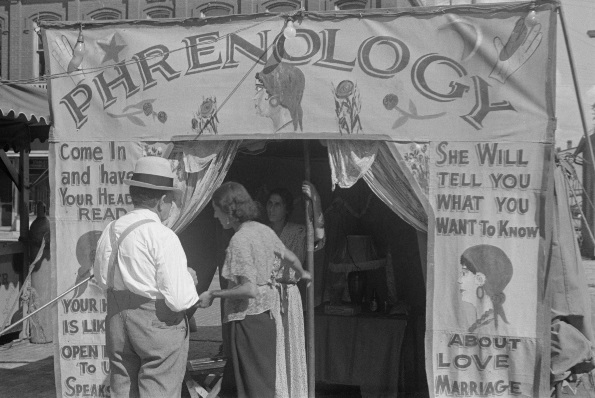 PHRENOLOGY
COME IN
AND HAVE
YOUR HEAD
READ
YOUR
IS LIK
OPEN
TO U
SPEAKS
SHE WILL
TELL YOU
WHAT YOU
WANT TO KNOW
ABOUT
LOVE
MARRIAGE